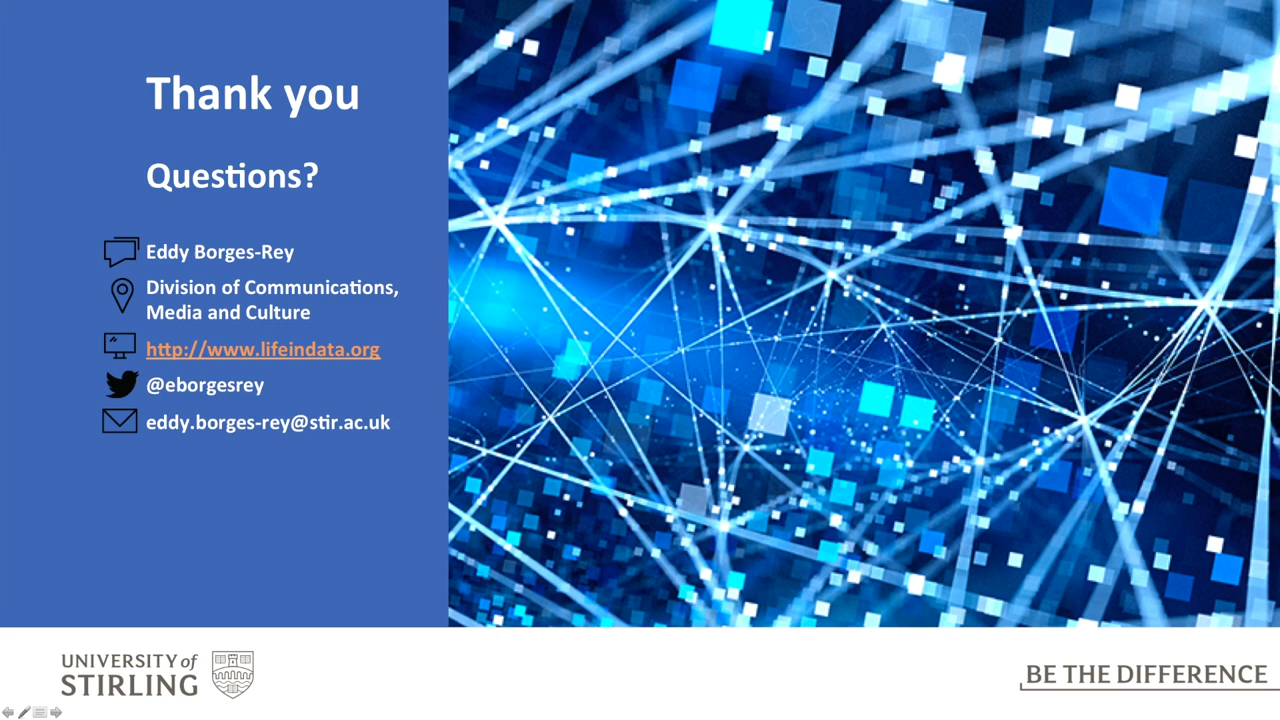 Thank you
Questions?
Eddy Borges-Rey
Division of Communications,
Media and Culture
http://www.lifeindata.org
@eborgesrey
eddy.borges-rey@stir.ac.uk
UNIVERSITY of
STIRLING
BE THE DIFFERENCE